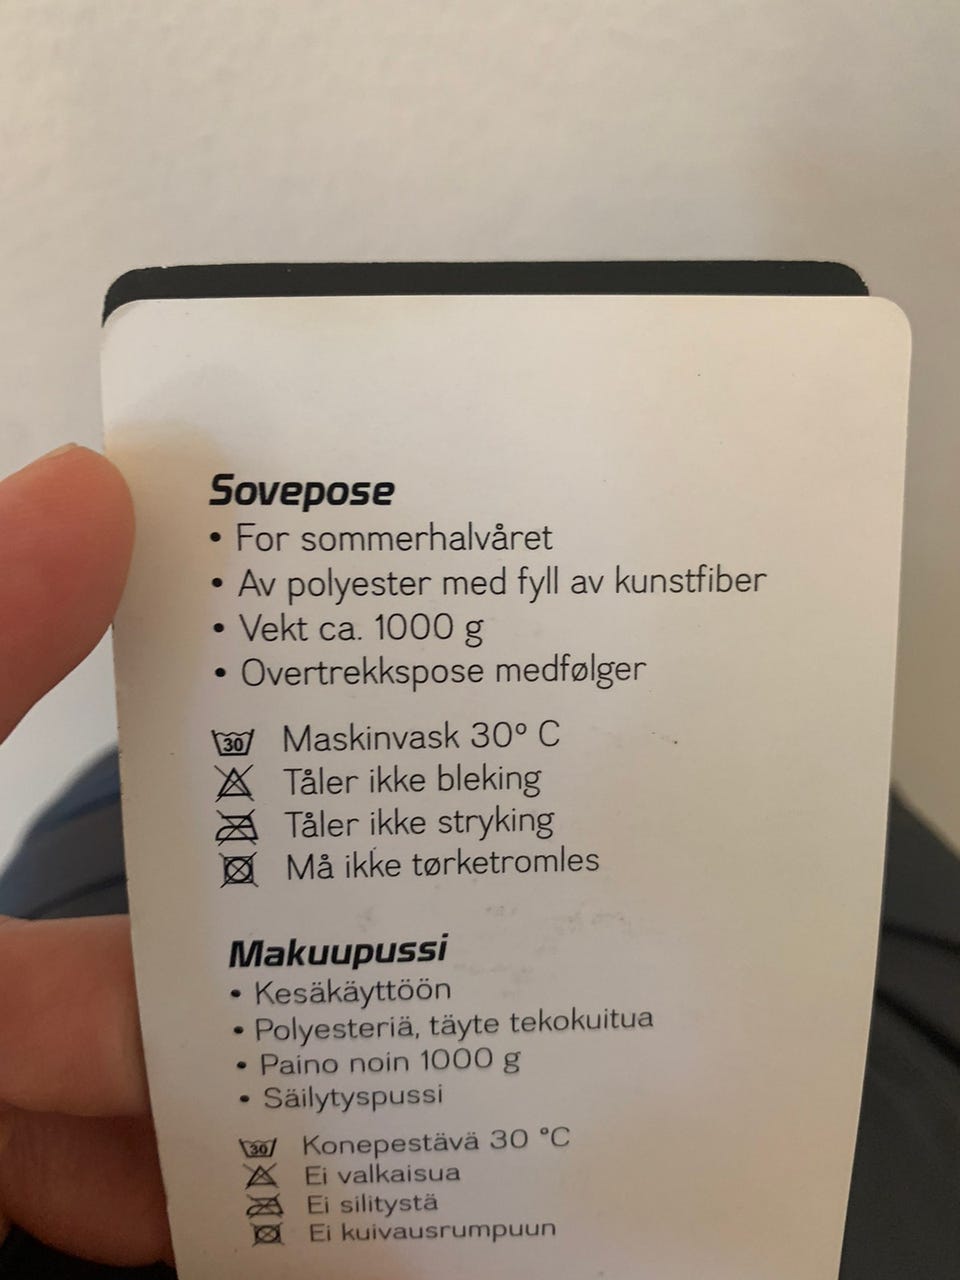 Sovepose
• For sommerhalvåret
• Av polyester med fyll av kunstfiber
• Vekt ca. 1000 g
• Overtrekkspose medfølger
30 Maskinvask 30° C
Tåler ikke bleking
Tåler ikke stryking
Må ikke tørketromles
Makuupussi
• Kesäkäyttöön
• Polyesteriä, täyte tekokuitua
• Paino noin 1000 g
• Säilytyspussi
30 Konepestävä 30 °C
Ei valkaisua
Ei silitystä
Ei kuivausrumpuun